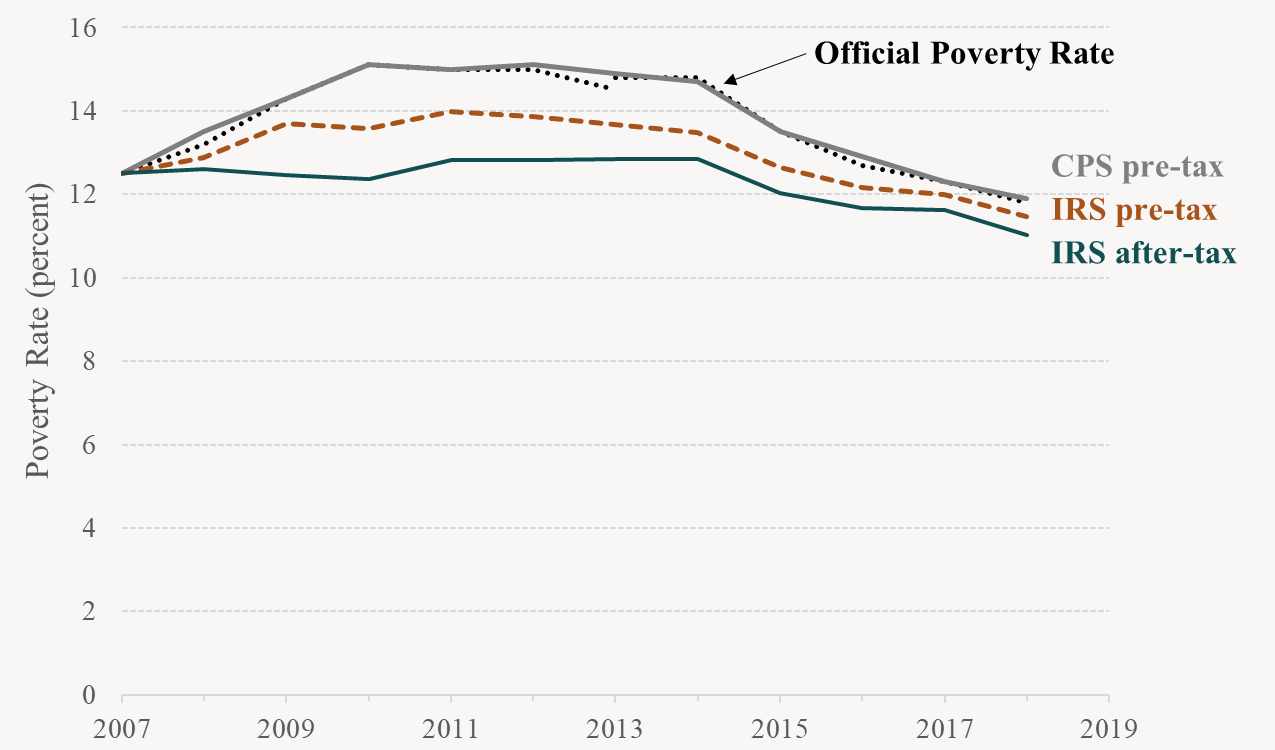 16
Official Poverty Rate
14
CPS pre-tax
12
IRS pre-tax
IRS after-tax
10
Poverty Rate (percent)
8
6
4
2
0
2007 2009 2011 2013 2015 2017 2019